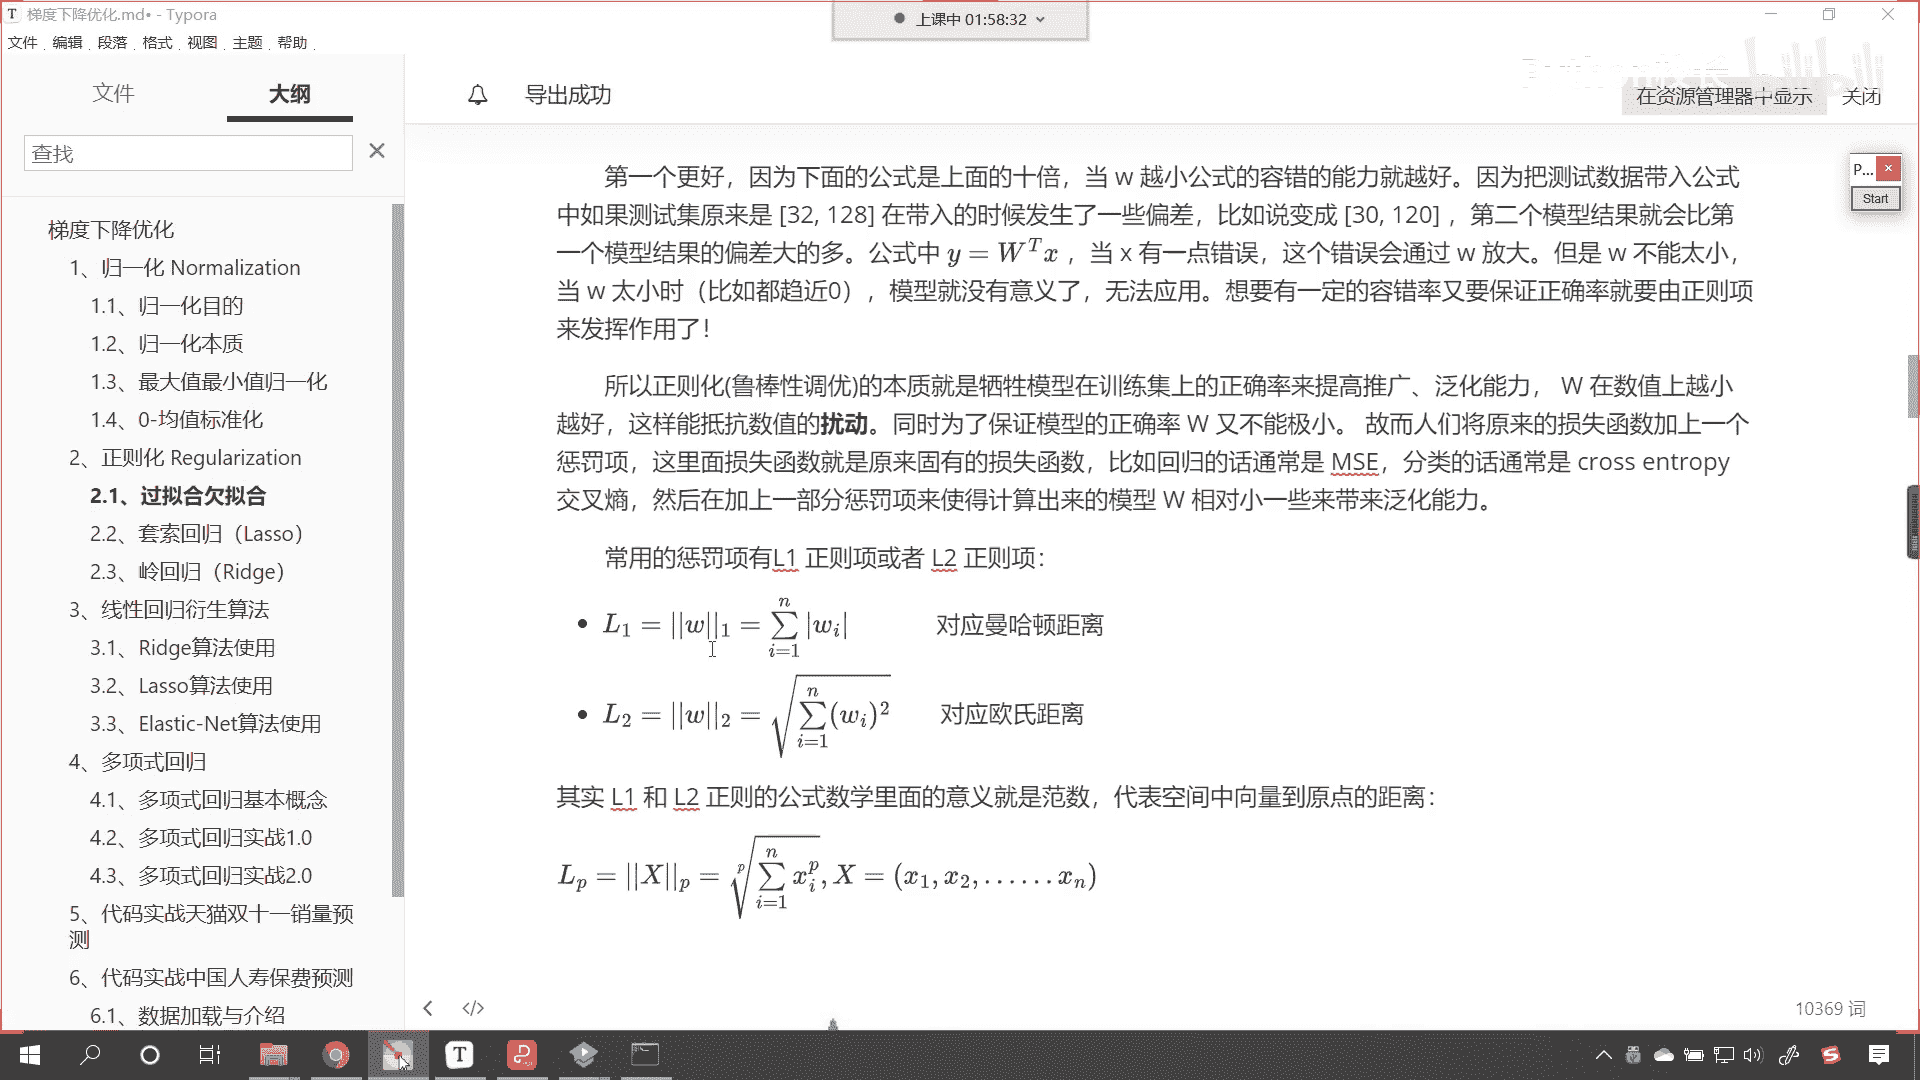 梯度下降优化.md• - Typora
上课中 01:58:32
文件 编辑 段落 格式 视图 主题 帮助
文件
大纲
查找
梯度下降优化
1、归一化 Normalization
1.1、归一化目的
1.2、归一化本质
1.3、最大值最小值归一化
1.4、0-均值标准化
2、正则化 Regularization
2.1、过拟合欠拟合
2.2、套索回归（Lasso）
2.3、岭回归（Ridge）
3、线性回归衍生算法
3.1、Ridge算法使用
3.2、Lasso算法使用
3.3、Elastic-Net算法使用
4、多项式回归
4.1、多项式回归基本概念
4.2、多项式回归实战1.0
4.3、多项式回归实战2.0
5、代码实战天猫双十一销量预
测
6、代码实战中国人寿保费预测
6.1、数据加载与介绍
导出成功
在资源管理器中显示
关闭
P...
Start
第一个更好，因为下面的公式是上面的十倍，当 w 越小公式的容错的能力就越好。因为把测试数据带入公式
中如果测试集原来是 [32, 128] 在带入的时候发生了一些偏差，比如说变成 [30, 120] ，第二个模型结果就会比第
一个模型结果的偏差大的多。公式中 y = W^T x ，当 x 有一点错误，这个错误会通过 w 放大。但是 w 不能太小，
当 w 太小时（比如都趋近0），模型就没有意义了，无法应用。想要有一定的容错率又要保证正确率就要由正则项
来发挥作用了！
所以正则化(鲁棒性调优)的本质就是牺牲模型在训练集上的正确率来提高推广、泛化能力， W 在数值上越小
越好，这样能抵抗数值的扰动。同时为了保证模型的正确率 W 又不能极小。 故而人们将原来的损失函数加上一个
惩罚项，这里面损失函数就是原来固有的损失函数，比如回归的话通常是 MSE，分类的话通常是 cross entropy
交叉熵，然后在加上一部分惩罚项来使得计算出来的模型 W 相对小一些来带来泛化能力。
常用的惩罚项有L1 正则项或者 L2 正则项：
• L_1 = ||w||_1 = \sum_{i=1}^{n} |w_i| 对应曼哈顿距离
• L_2 = ||w||_2 = \sqrt{\sum_{i=1}^{n} (w_i)^2} 对应欧氏距离
其实 L1 和 L2 正则的公式数学里面的意义就是范数，代表空间中向量到原点的距离：
L_p = ||X||_p = \sqrt[p]{\sum_{i=1}^{n} x_i^p}, X = (x_1, x_2, ...... x_n)
10369 词